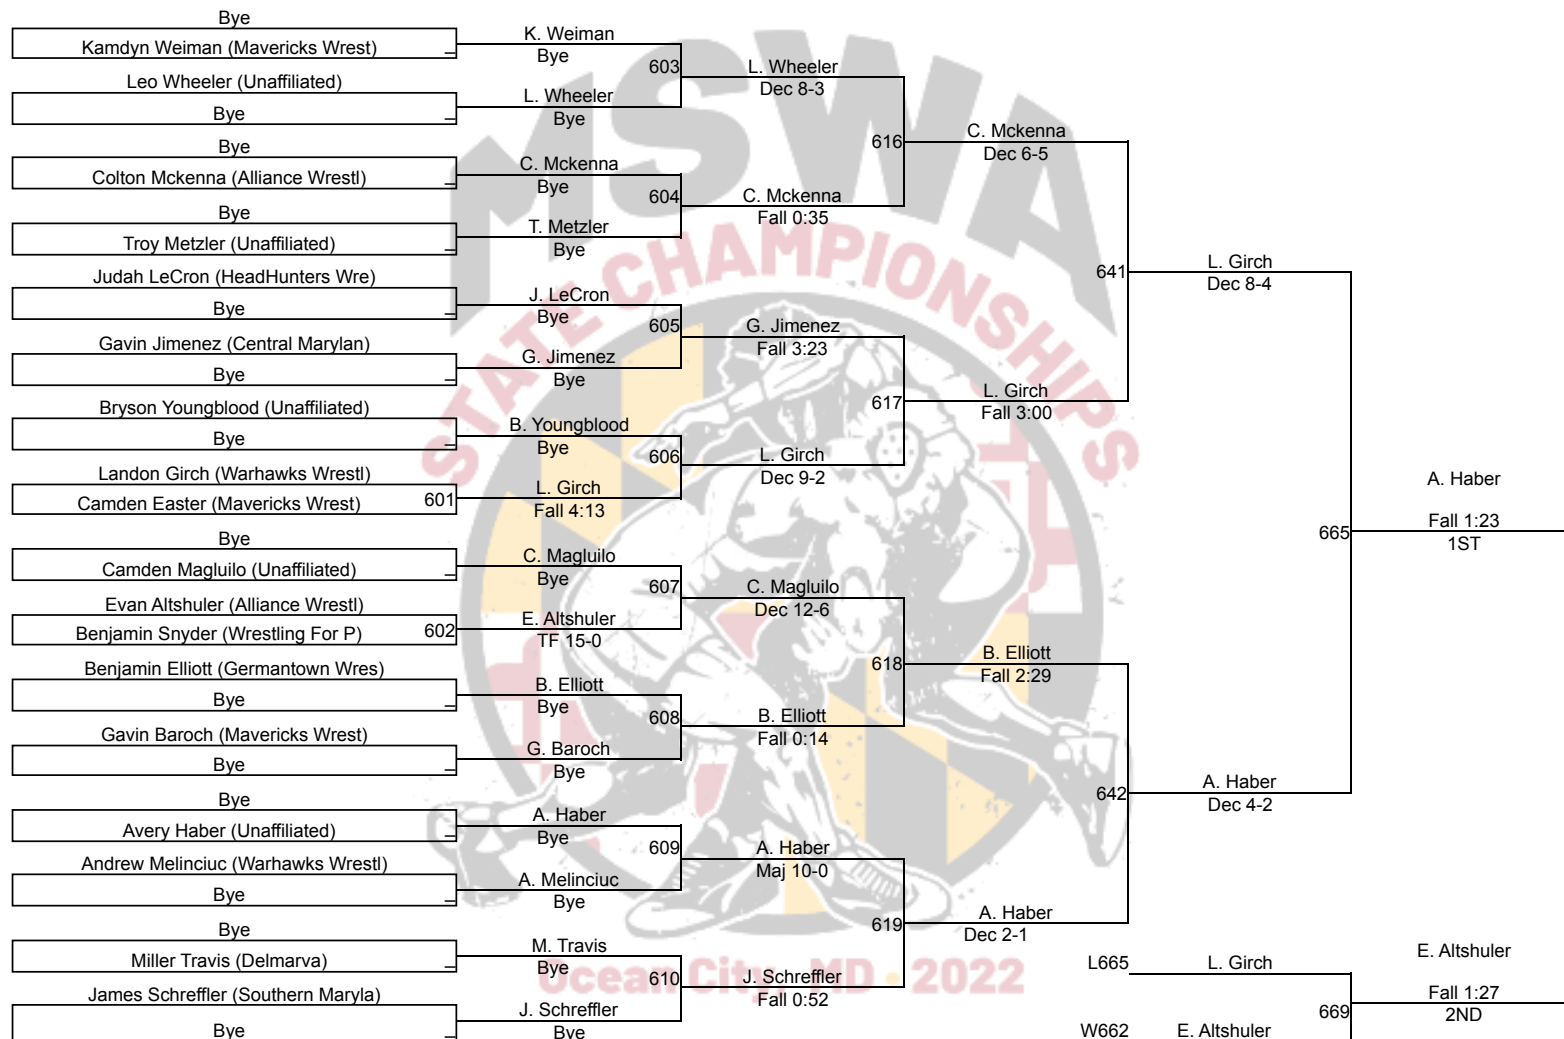 Bye
Kamdyn Weiman (Mavericks Wrest)
Leo Wheeler (Unaffiliated)
Bye
Bye
Colton Mckenna (Alliance Wrestl)
Bye
Troy Metzler (Unaffiliated)
Judah LeCron (HeadHunters Wre)
Bye
Gavin Jimenez (Central Marylan)
Bye
Bryson Youngblood (Unaffiliated)
Bye
Landon Girch (Warhawks Wrestl)
Camden Easter (Mavericks Wrest) 601
Bye
Camden Magluilo (Unaffiliated)
Evan Altshuler (Alliance Wrestl)
Benjamin Snyder (Wrestling For P) 602
Benjamin Elliott (Germantown Wres)
Bye
Gavin Baroch (Mavericks Wrest)
Bye
Bye
Avery Haber (Unaffiliated)
Andrew Melinciuc (Warhawks Wrestl)
Bye
Bye
Miller Travis (Delmarva)
James Schreffler (Southern Maryla)
Bye
K. Weiman
Bye
603
L. Wheeler
Bye
C. Mckenna
Bye
604
T. Metzler
Bye
J. LeCron
Bye
605
G. Jimenez
Bye
B. Youngblood
Bye
606
L. Girch
Fall 4:13
C. Magluilo
Bye
607
E. Altshuler
TF 15-0
B. Elliott
Bye
608
G. Baroch
Bye
A. Haber
Bye
609
A. Melinciuc
Bye
M. Travis
Bye
610
J. Schreffler
Bye
L. Wheeler
Dec 8-3
616
C. Mckenna
Fall 0:35
G. Jimenez
Fall 3:23
617
L. Girch
Dec 9-2
C. Magluilo
Dec 12-6
618
B. Elliott
Fall 0:14
A. Haber
Maj 10-0
619
J. Schreffler
Fall 0:52
C. Mckenna
Dec 6-5
641
L. Girch
Fall 3:00
B. Elliott
Fall 2:29
642
A. Haber
Dec 2-1
L. Girch
Dec 8-4
665
A. Haber
Dec 4-2
A. Haber
Fall 1:23
1ST
L665 L. Girch
669
W662 E. Altshuler
E. Altshuler
Fall 1:27
2ND
MSWA
STATE CHAMPIONSHIPS
Ocean City, MD • 2022